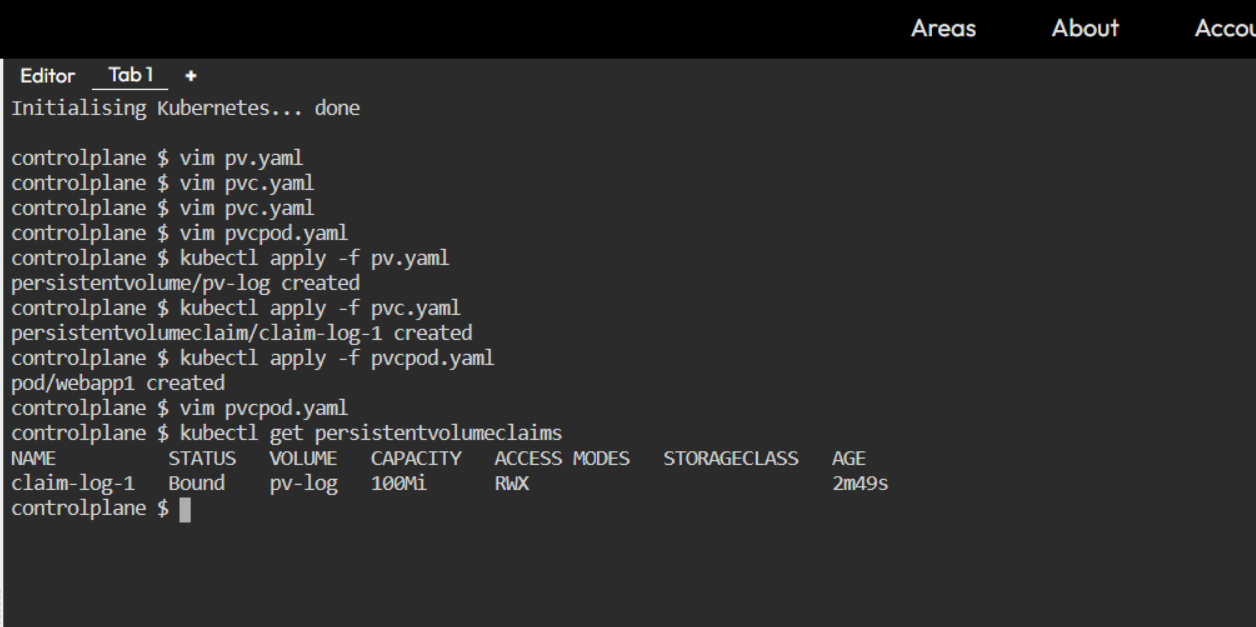 Areas About
Editor Tab 1 +
Initialising Kubernetes... done
controlplane $ vim pv.yaml
controlplane $ vim pvc.yaml
controlplane $ vim pvc.yaml
controlplane $ vim pvcpod.yaml
controlplane $ kubectl apply -f pv.yaml
persistentvolume/pv-log created
controlplane $ kubectl apply -f pvc.yaml
persistentvolumeclaim/claim-log-1 created
controlplane $ kubectl apply -f pvcpod.yaml
pod/webapp1 created
controlplane $ vim pvcpod.yaml
controlplane $ kubectl get persistentvolumeclaims
NAME STATUS VOLUME CAPACITY ACCESS MODES STORAGECLASS AGE
claim-log-1 Bound pv-log 100Mi RWX 2m49s
controlplane $